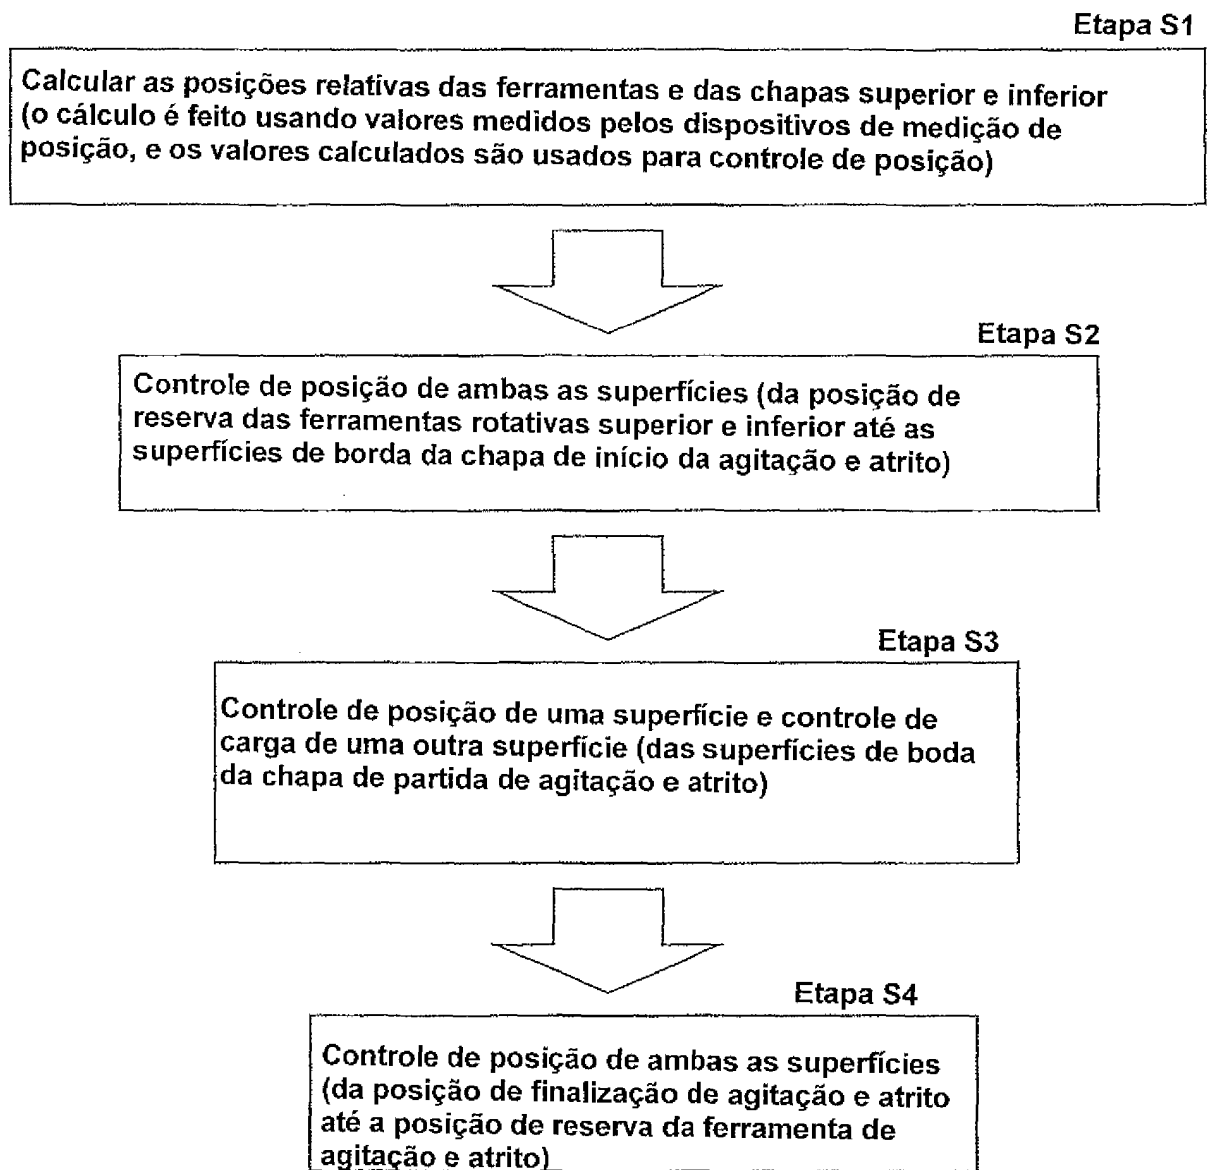 Etapa S1
Calcular as posições relativas das ferramentas e das chapas superior e inferior
(o cálculo é feito usando valores medidos pelos dispositivos de medição de
posição, e os valores calculados são usados para controle de posição)
Etapa S2
Controle de posição de ambas as superfícies (da posição de
reserva das ferramentas rotativas superior e inferior até as
superfícies de borda da chapa de início da agitação e atrito)
Etapa S3
Controle de posição de uma superfície e controle de
carga de uma outra superfície (das superfícies de boda
da chapa de partida de agitação e atrito)
Etapa S4
Controle de posição de ambas as superfícies
(da posição de finalização de agitação e atrito
até a posição de reserva da ferramenta de
agitação e atrito)